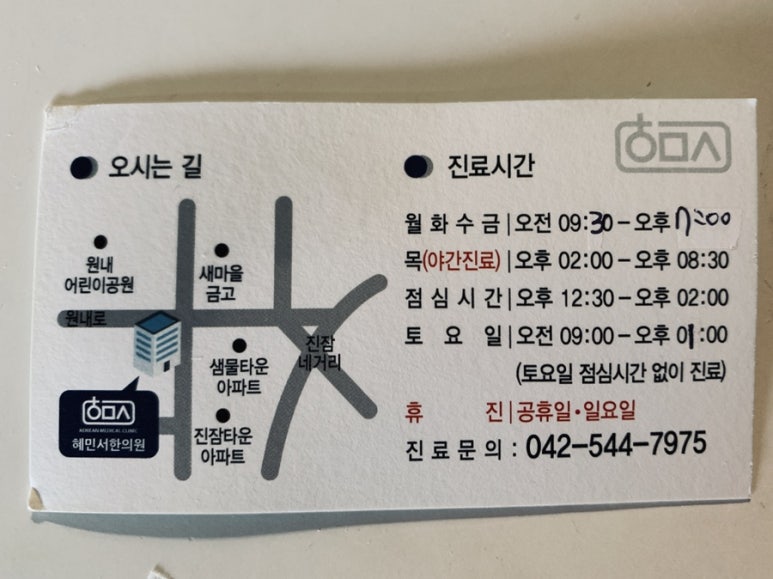 오시는 길
원내
어린이공원
새마을
금고
원내로
진잠
네거리
샘물타운
아파트
진잠타운
아파트
혜민서
KOREAN MEDICAL CLINIC
혜민서한의원
진료시간
월 화 수 금 | 오전 09:30 - 오후 7:00
목(야간진료) | 오후 02:00 - 오후 08:30
점 심 시 간 | 오후 12:30 - 오후 02:00
토 요 일 | 오전 09:00 - 오후 01:00
(토요일 점심시간 없이 진료)
휴 진 | 공휴일·일요일
진 료 문 의 : 042-544-7975